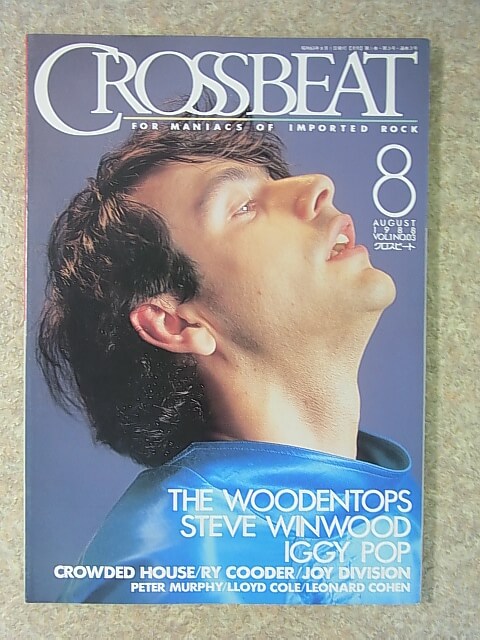 CROSSBEAT
FOR MANIACS OF IMPORTED ROCK
8
AUGUST
1988
VOL.1 NO.03
クロスビート
THE WOODENTOPS
STEVE WINWOOD
IGGY POP
CROWDED HOUSE/RY COODER/JOY DIVISION
PETER MURPHY/LLOYD COLE/LEONARD COHEN